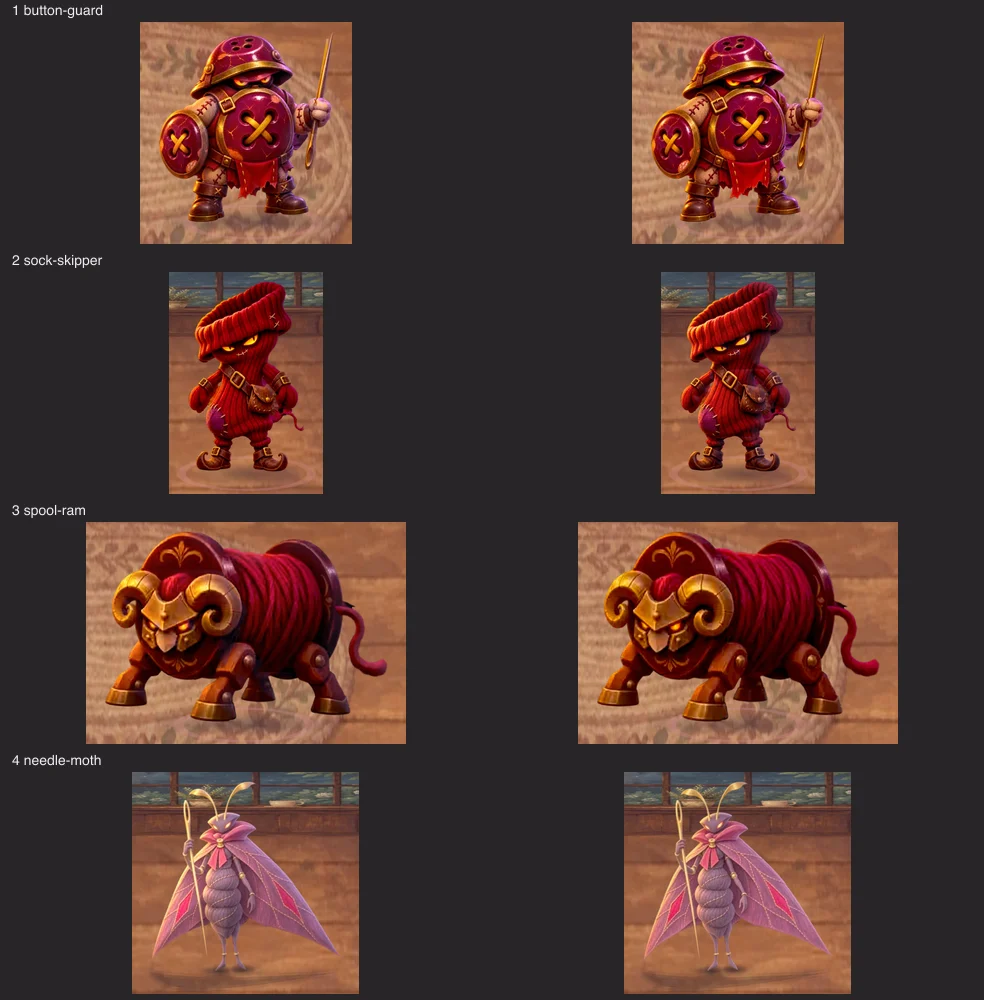 1 button-guard
2 sock-skipper
3 spool-ram
4 needle-moth